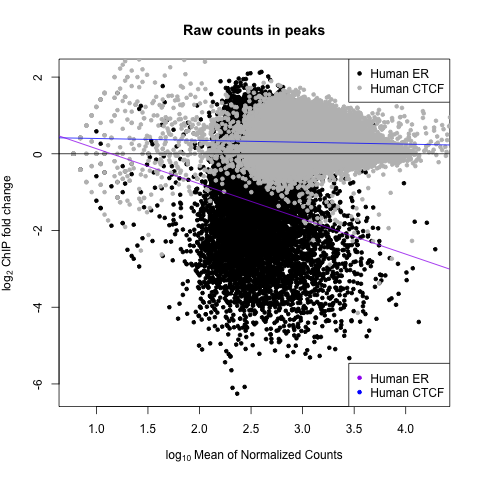 Raw counts in peaks
Human ER
Human CTCF
log2 ChIP fold change
2
0
-2
-4
-6
Human ER
Human CTCF
1.0 1.5 2.0 2.5 3.0 3.5 4.0
log10 Mean of Normalized Counts